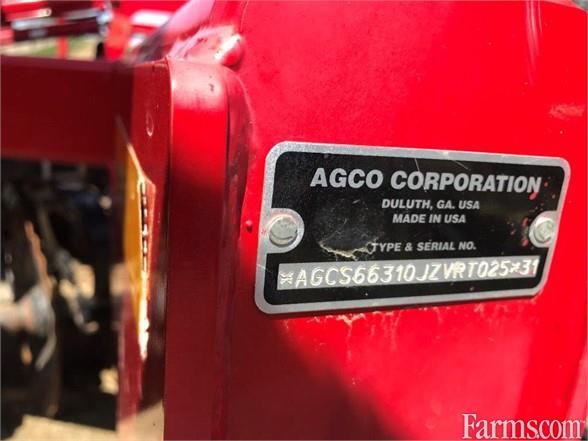 AGCO CORPORATION
DULUTH, GA. USA
MADE IN USA
TYPE & SERIAL NO.
*AGCS66310JZVRT025*31
Farms.com